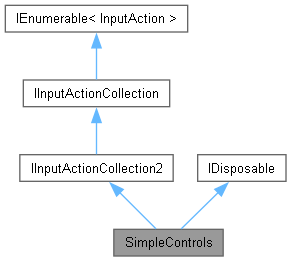 IEnumerable< InputAction >
IInputActionCollection
IInputActionCollection2
IDisposable
SimpleControls